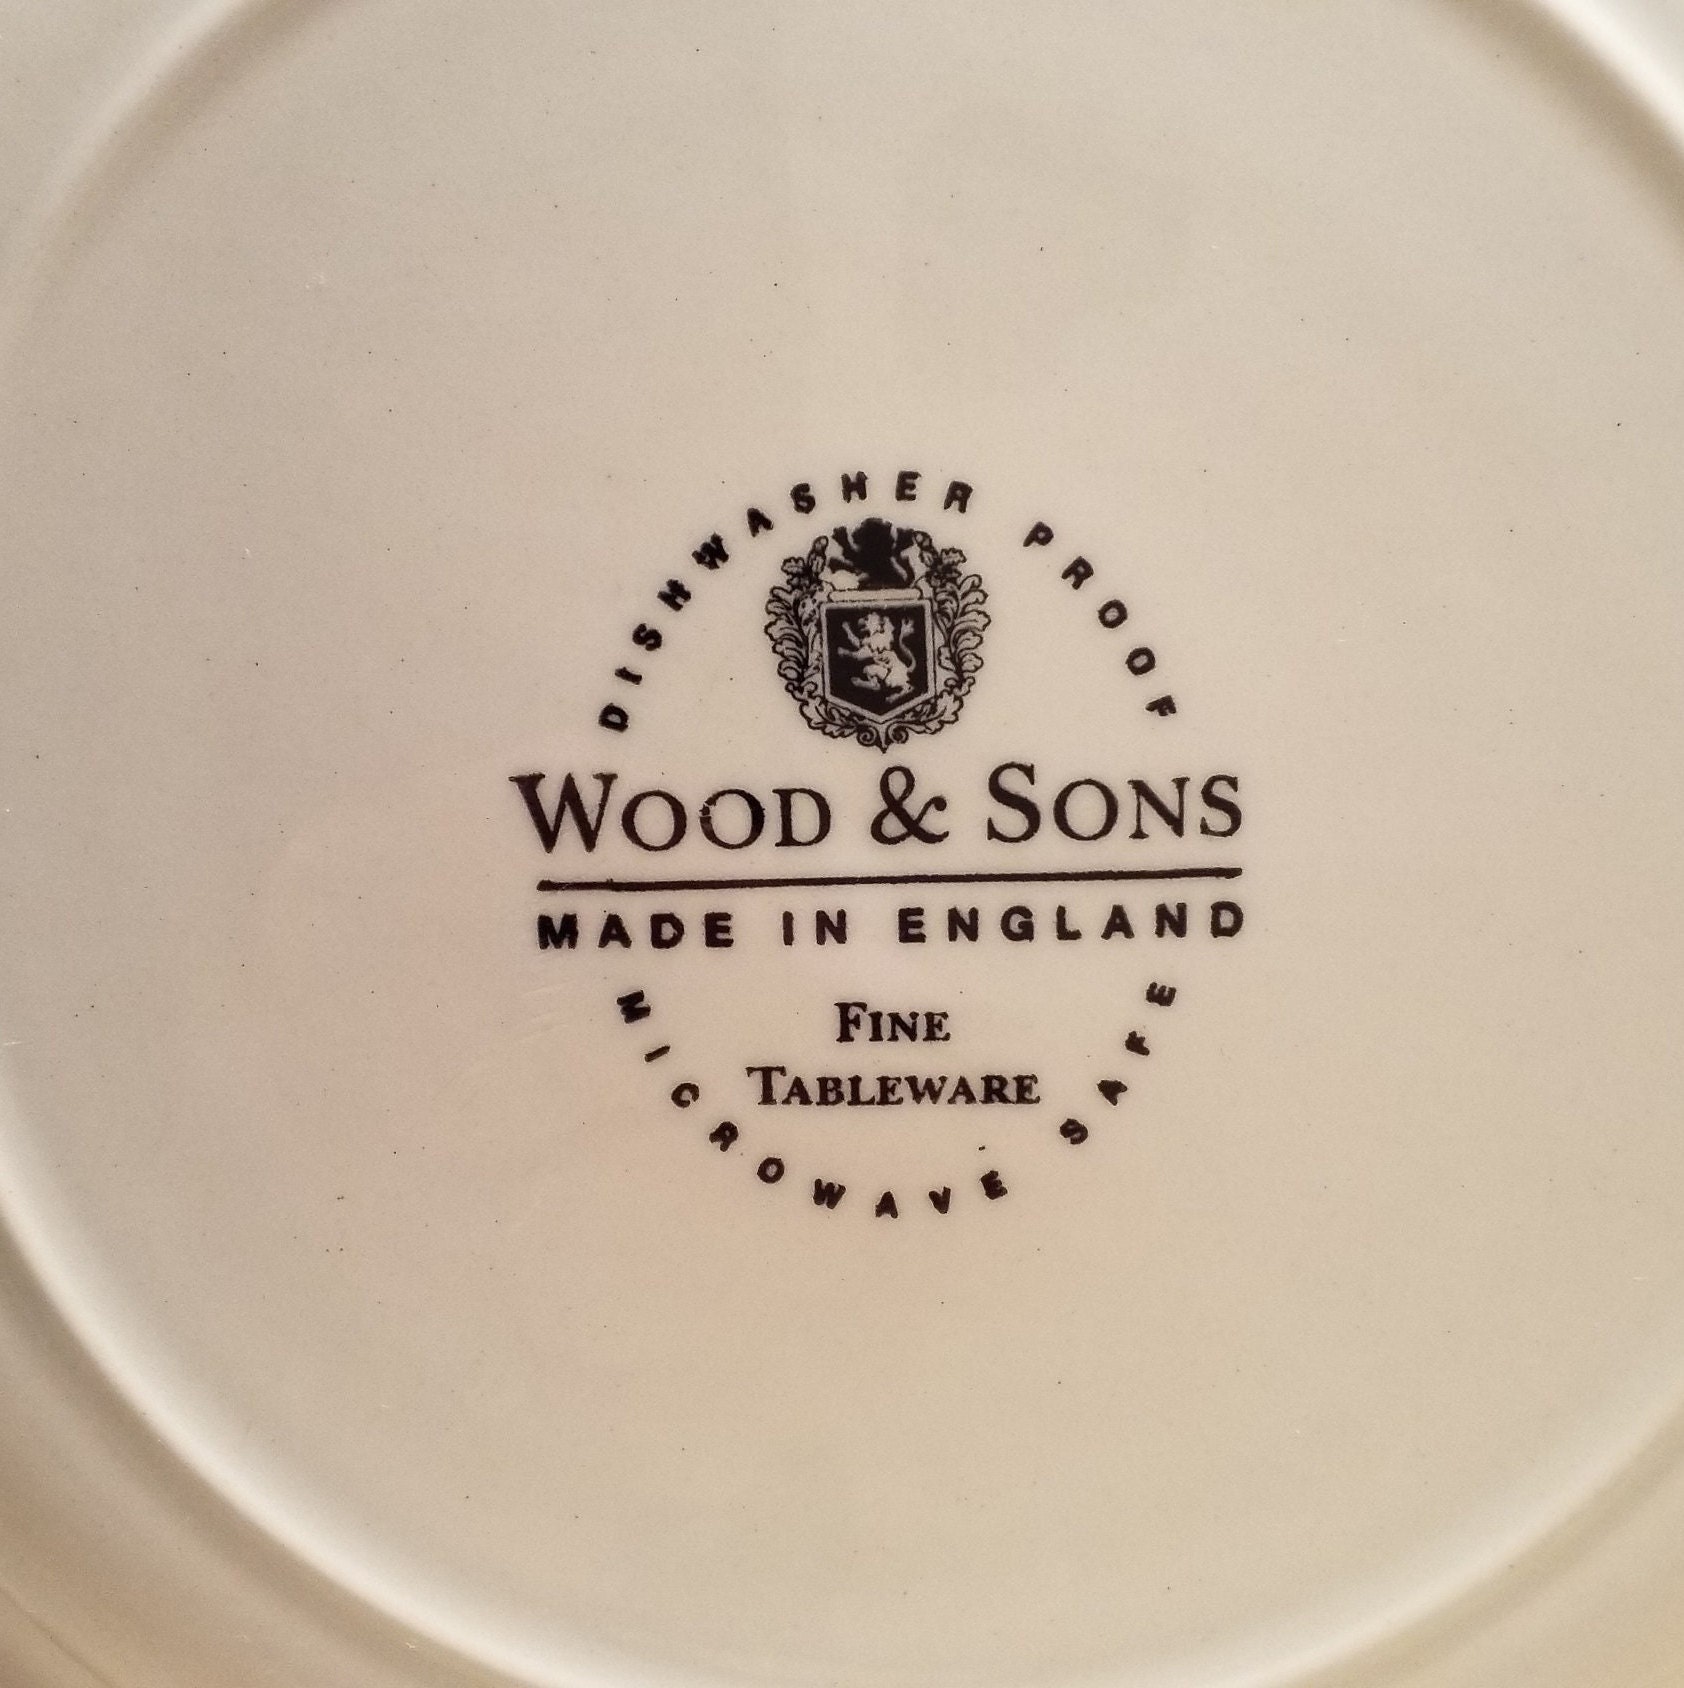 DISHWASHER PROOF
WOOD & SONS
MADE IN ENGLAND
FINE
TABLEWARE
MICROWAVE SAFE